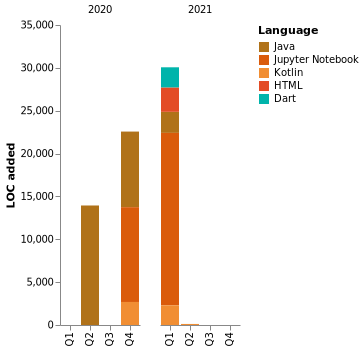 2020 2021
Language
Java
Jupyter Notebook
Kotlin
HTML
Dart
LOC added
35,000
30,000
25,000
20,000
15,000
10,000
5,000
0
Q1 Q2 Q3 Q4 Q1 Q2 Q3 Q4